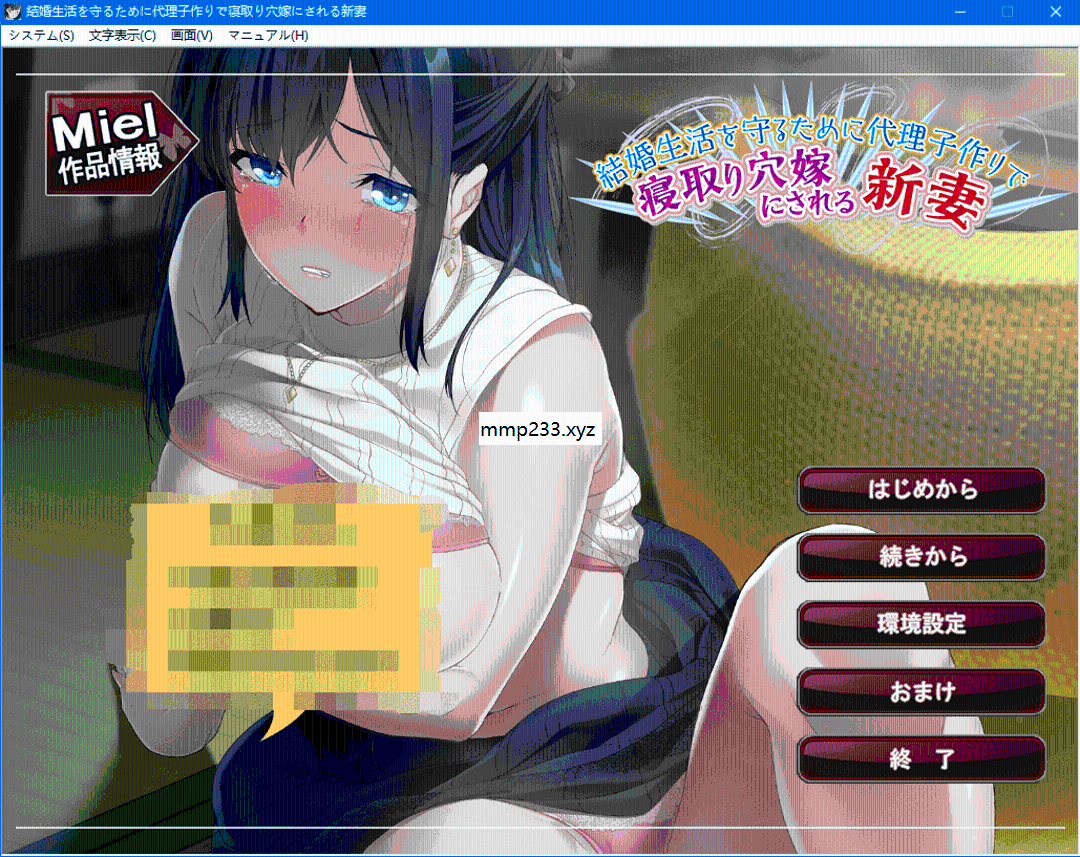 結婚生活を守るために代理子作りで寝取り穴嫁にされる新妻
システム(S) 文字表示(C) 画面(V) マニュアル(H)
Miel
作品情報
結婚生活を守るために代理子作りで
寝取り穴嫁にされる新妻
mmp233.xyz
はじめから
続きから
環境設定
おまけ
終 了